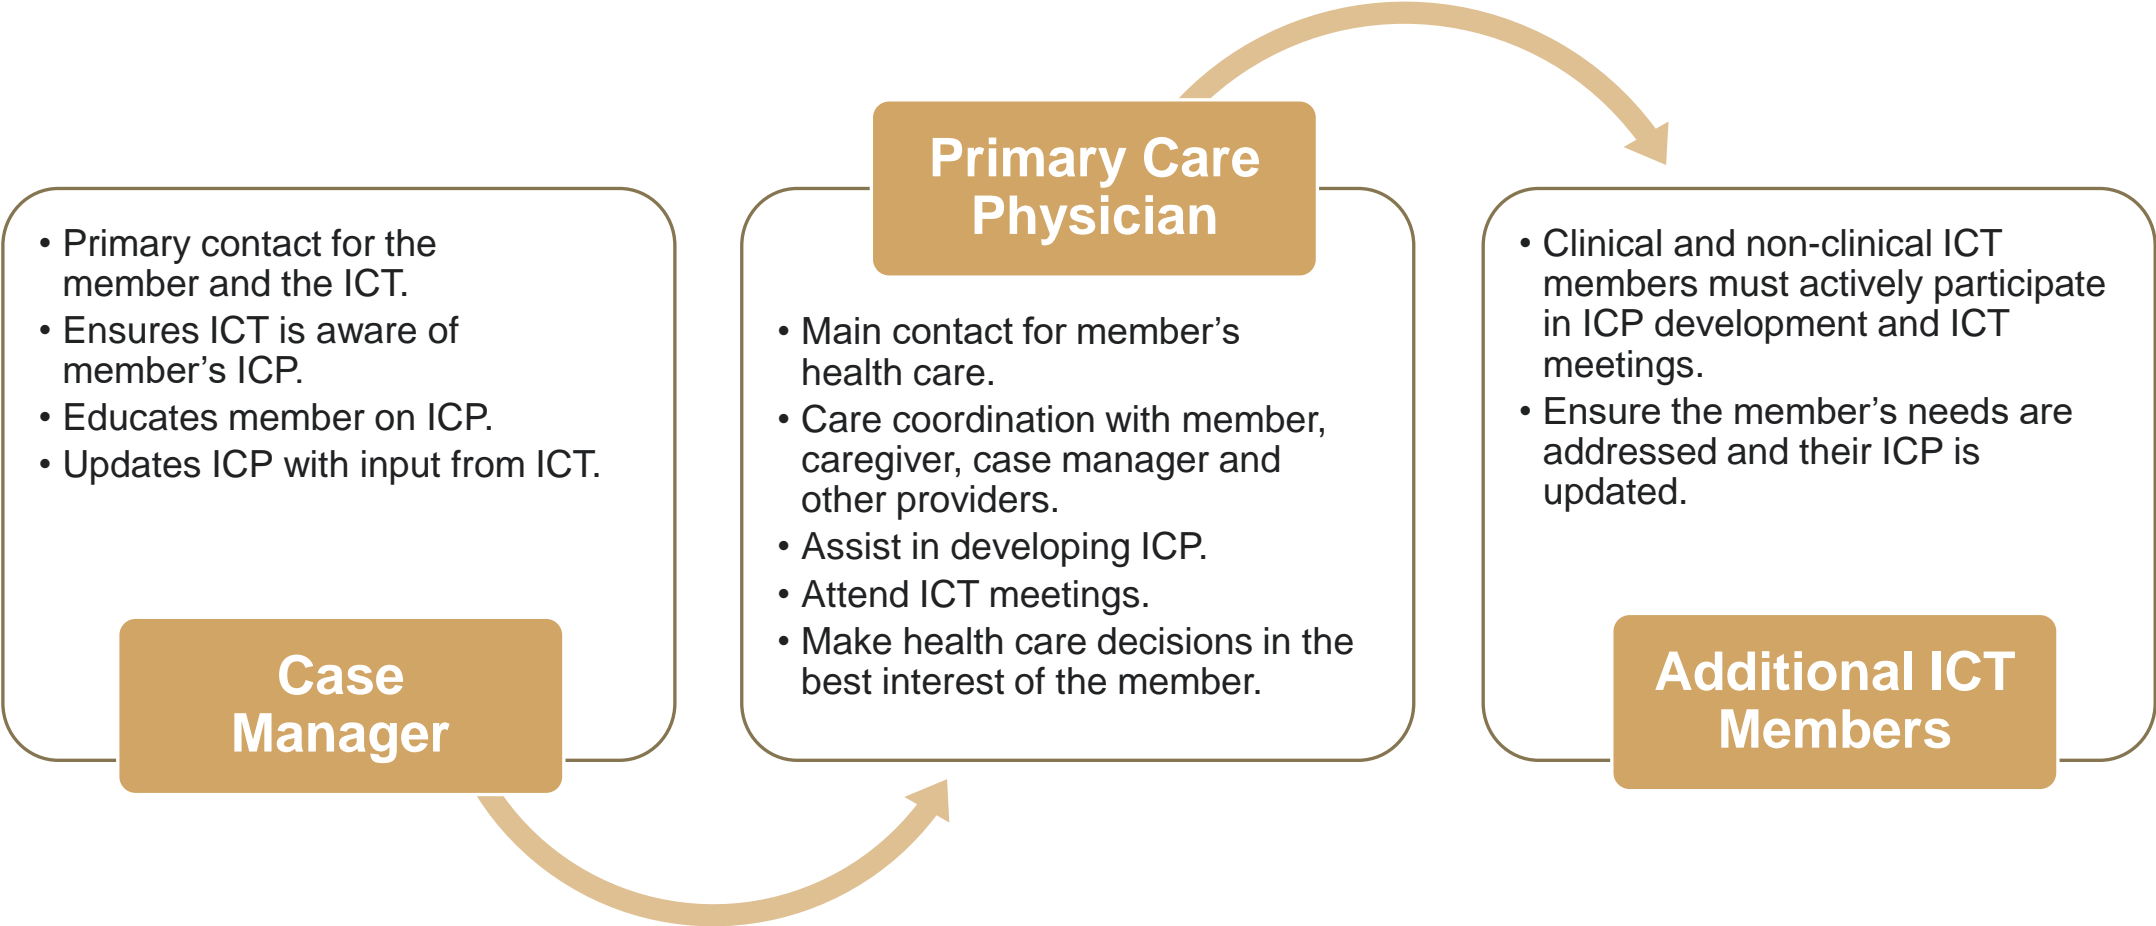 • Primary contact for the
member and the ICT.
• Ensures ICT is aware of
member’s ICP.
• Educates member on ICP.
• Updates ICP with input from ICT.
Case
Manager
Primary Care
Physician
• Main contact for member’s
health care.
• Care coordination with member,
caregiver, case manager and
other providers.
• Assist in developing ICP.
• Attend ICT meetings.
• Make health care decisions in the
best interest of the member.
• Clinical and non-clinical ICT
members must actively participate
in ICP development and ICT
meetings.
• Ensure the member’s needs are
addressed and their ICP is
updated.
Additional ICT
Members